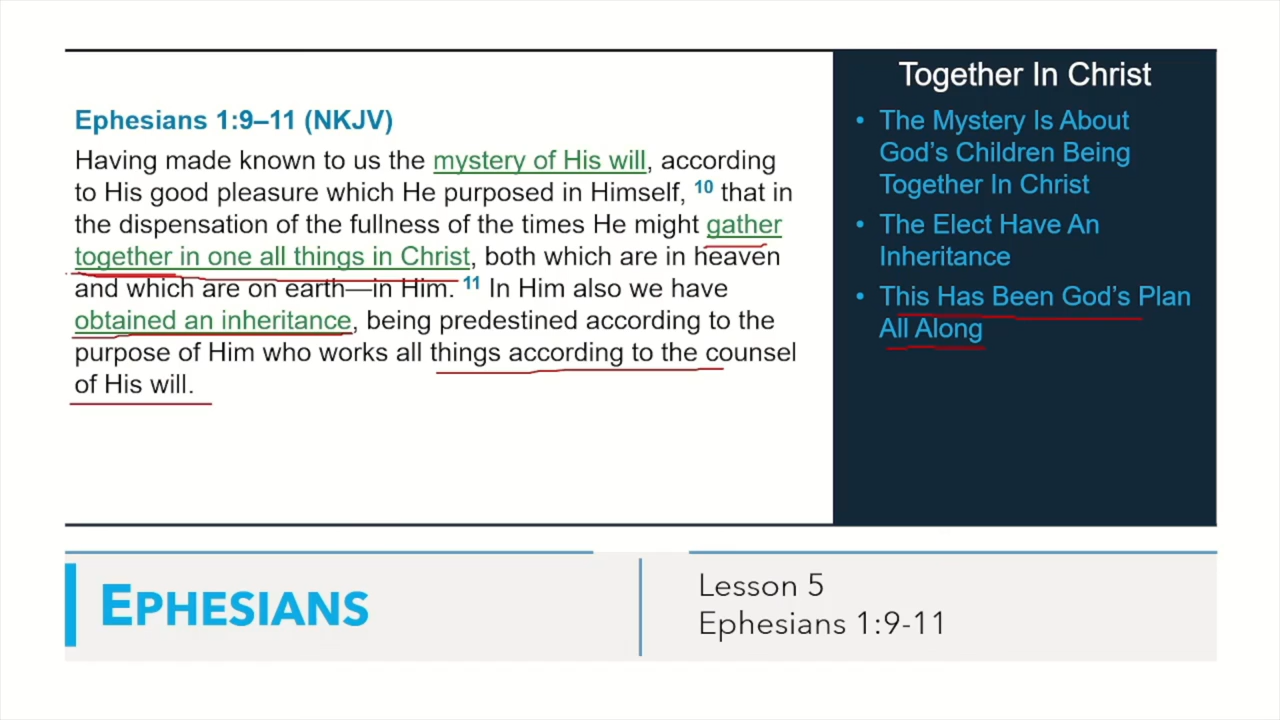 Ephesians 1:9–11 (NKJV)
Having made known to us the mystery of His will, according
to His good pleasure which He purposed in Himself, 10 that in
the dispensation of the fullness of the times He might gather
together in one all things in Christ, both which are in heaven
and which are on earth—in Him. 11 In Him also we have
obtained an inheritance, being predestined according to the
purpose of Him who works all things according to the counsel
of His will.
Together In Christ
• The Mystery Is About
God’s Children Being
Together In Christ
• The Elect Have An
Inheritance
• This Has Been God’s Plan
All Along
EPHESIANS
Lesson 5
Ephesians 1:9-11